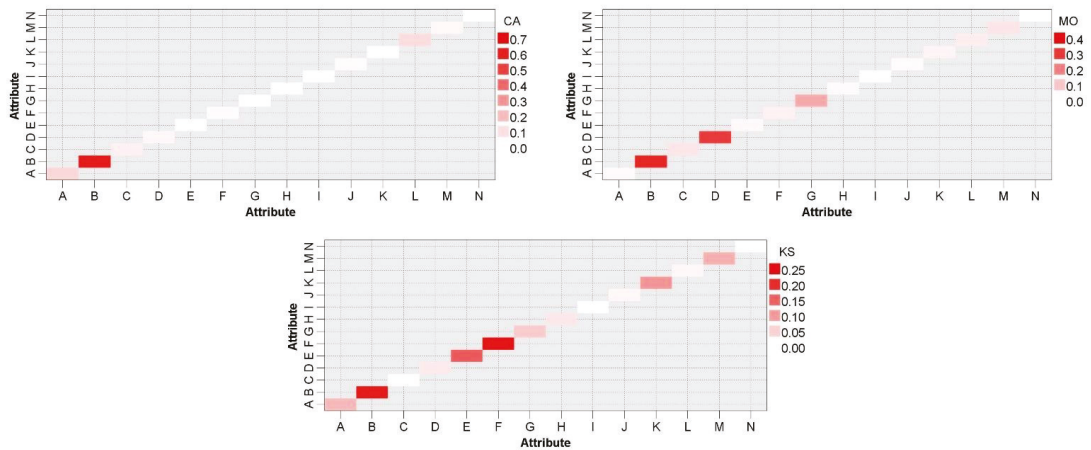 CA
0.7
0.6
0.5
0.4
0.3
0.2
0.1
0.0
Attribute
A B C D E F G H I J K L M N
A B C D E F G H I J K L M N
Attribute
MO
0.4
0.3
0.2
0.1
0.0
Attribute
A B C D E F G H I J K L M N
A B C D E F G H I J K L M N
Attribute
KS
0.25
0.20
0.15
0.10
0.05
0.00
Attribute
A B C D E F G H I J K L M N
A B C D E F G H I J K L M N
Attribute